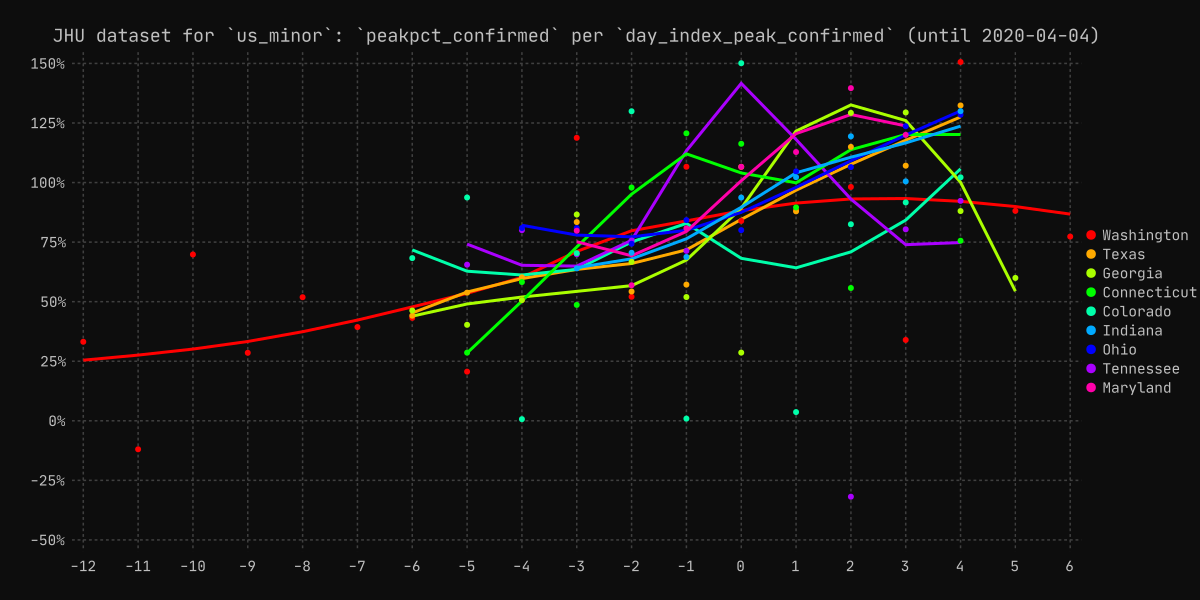 JHU dataset for `us_minor`: `peakpct_confirmed` per `day_index_peak_confirmed` (until 2020-04-04)
150%
125%
100%
75%
50%
25%
0%
-25%
-50%
-12 -11 -10 -9 -8 -7 -6 -5 -4 -3 -2 -1 0 1 2 3 4 5 6
Washington
Texas
Georgia
Connecticut
Colorado
Indiana
Ohio
Tennessee
Maryland